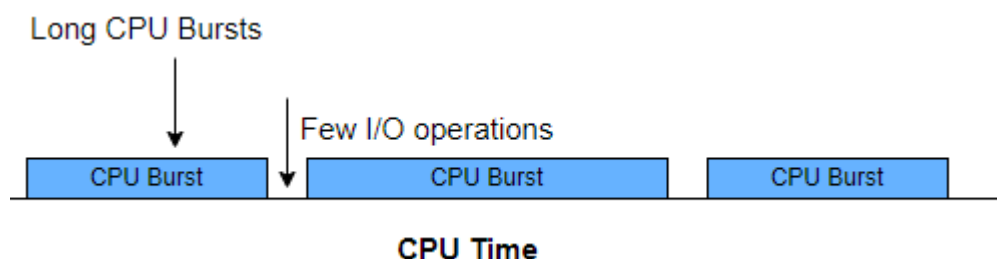 Long CPU Bursts
Few I/O operations
CPU Burst
CPU Burst
CPU Burst
CPU Time